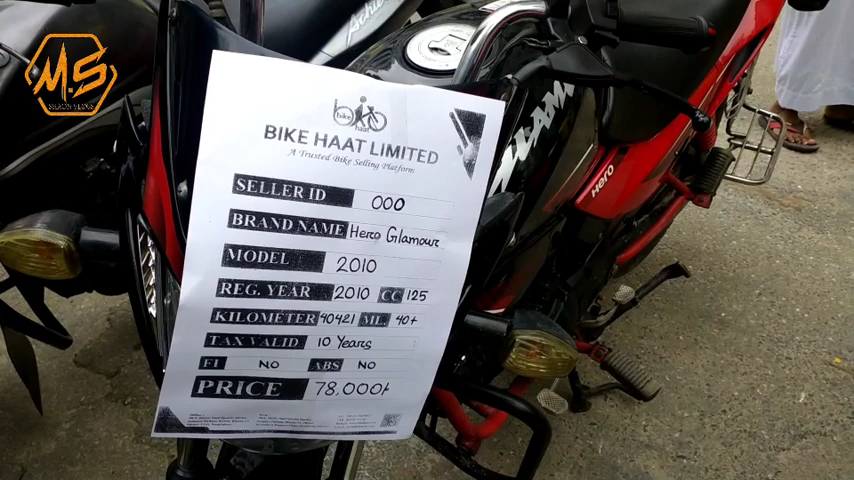 M.S
bike
haat
BIKE HAAT LIMITED
A Trusted Bike Selling Platform
SELLER ID 000
BRAND NAME Hero Glamour
MODEL 2010
REG. YEAR 2010 CC 125
KILOMETER 40421 ML. 40+
TAX VALID 10 Years
FI NO ABS NO
PRICE 78,000/-
HERO